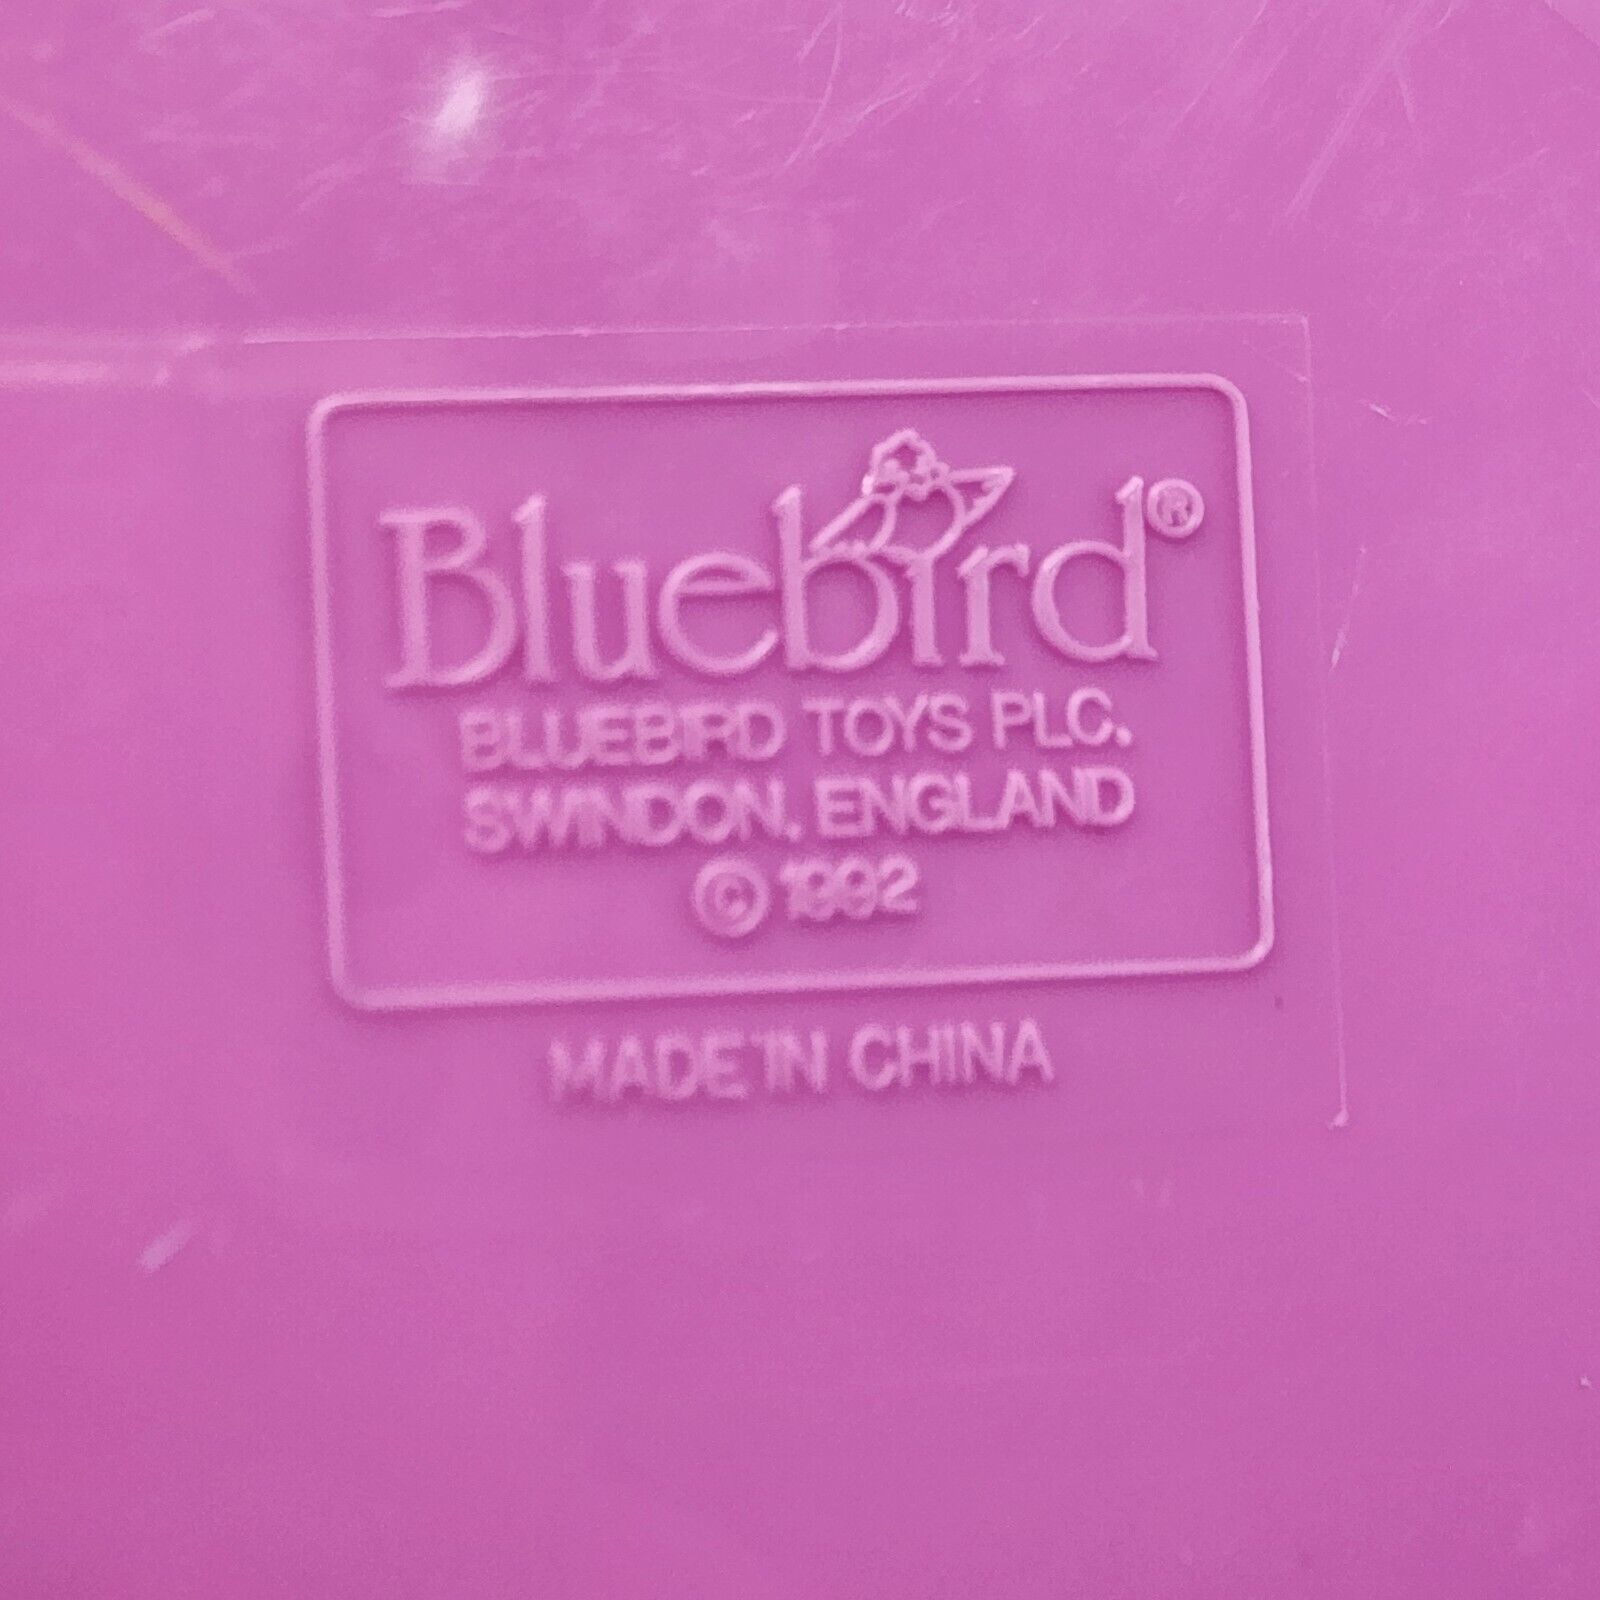 Bluebird®
BLUEBIRD TOYS PLC.
SWINDON, ENGLAND
© 1992
MADE IN CHINA